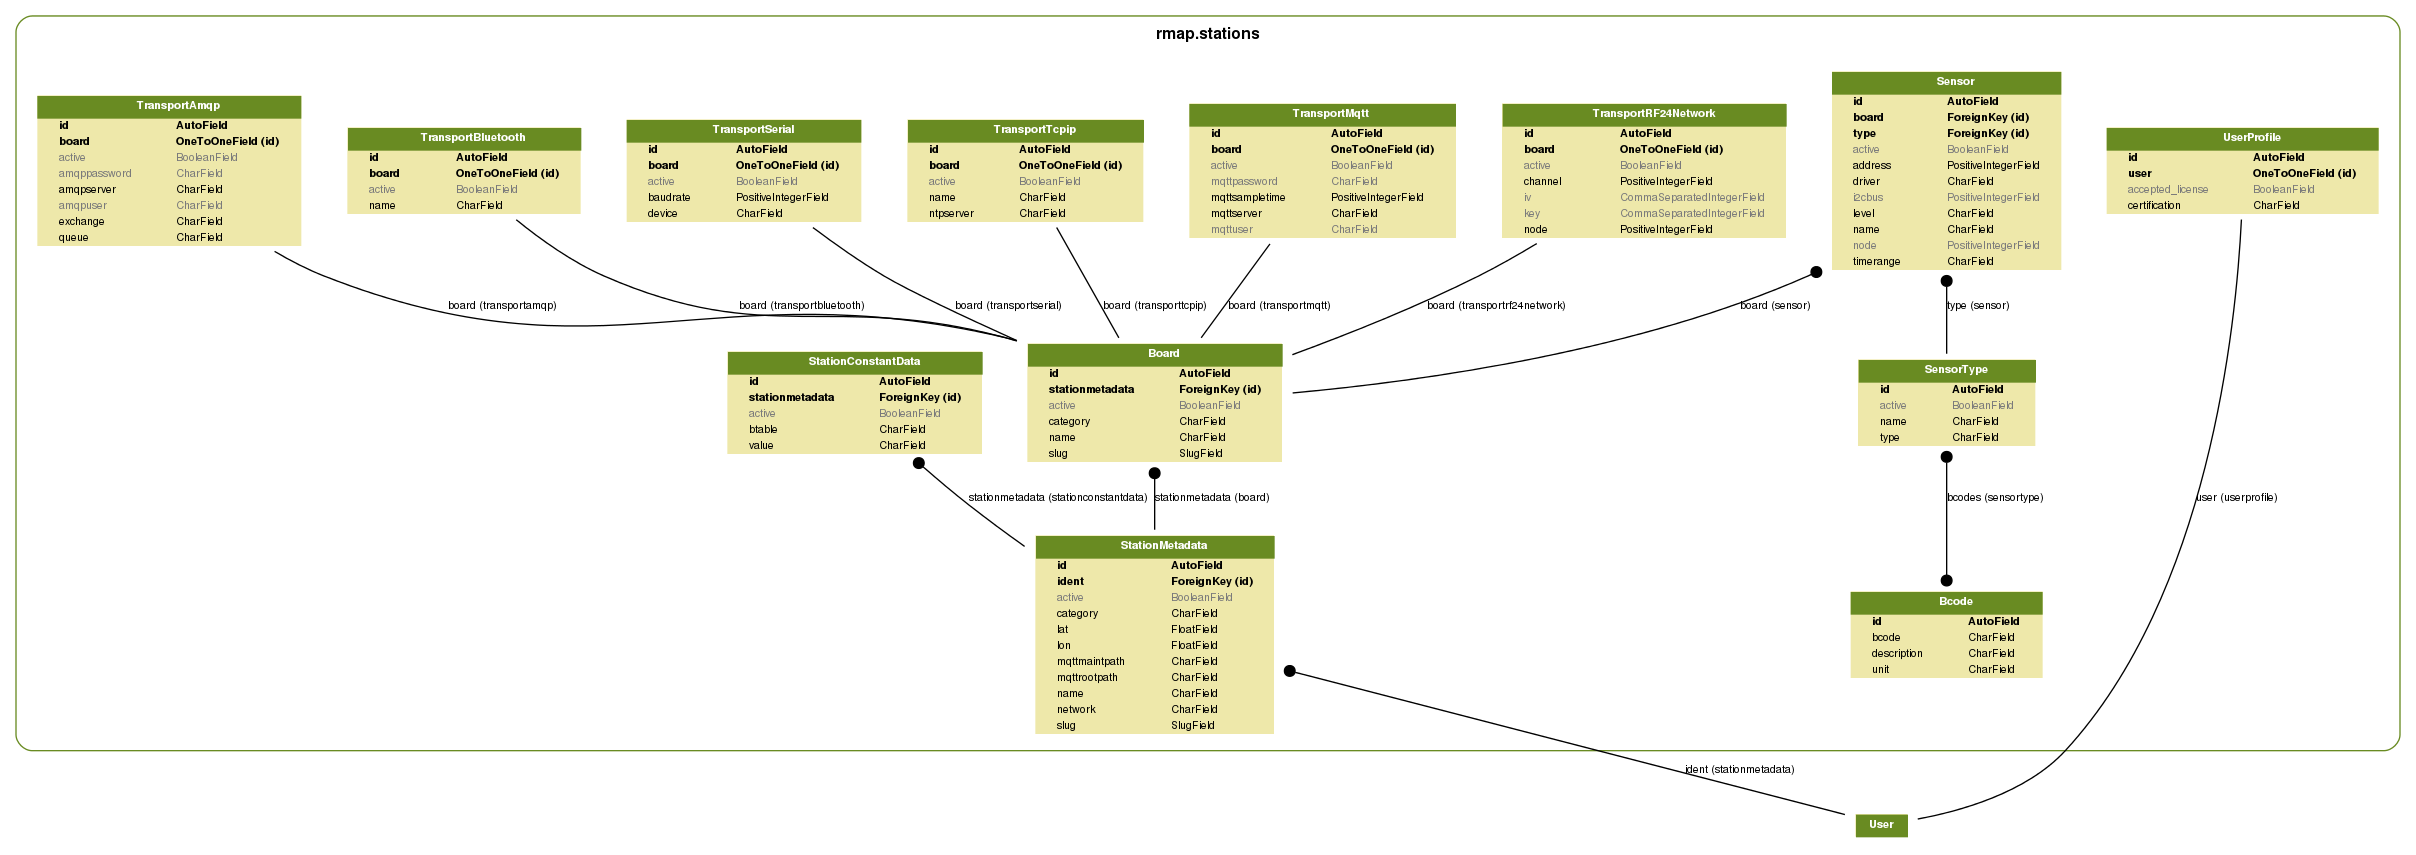 rmap.stations
TransportAmqp
id AutoField
board OneToOneField (id)
active BooleanField
amqppassword CharField
amqpserver CharField
amqpuser CharField
exchange CharField
queue CharField
TransportBluetooth
id AutoField
board OneToOneField (id)
active BooleanField
name CharField
TransportSerial
id AutoField
board OneToOneField (id)
active BooleanField
baudrate PositiveIntegerField
device CharField
TransportTcpip
id AutoField
board OneToOneField (id)
active BooleanField
name CharField
ntpserver CharField
TransportMqtt
id AutoField
board OneToOneField (id)
active BooleanField
mqttpassword CharField
mqttsampletime PositiveIntegerField
mqttserver CharField
mqttuser CharField
TransportRF24Network
id AutoField
board OneToOneField (id)
active BooleanField
channel PositiveIntegerField
iv CommaSeparatedIntegerField
key CommaSeparatedIntegerField
node PositiveIntegerField
Sensor
id AutoField
board ForeignKey (id)
type ForeignKey (id)
active BooleanField
address PositiveIntegerField
driver CharField
i2cbus PositiveIntegerField
level CharField
name CharField
node PositiveIntegerField
timerange CharField
UserProfile
id AutoField
user OneToOneField (id)
accepted_license BooleanField
certification CharField
board (transportamqp)
board (transportbluetooth)
board (transportserial)
board (transporttcpip)
board (transportmqtt)
board (transportrf24network)
board (sensor)
type (sensor)
StationConstantData
id AutoField
stationmetadata ForeignKey (id)
active BooleanField
btable CharField
value CharField
Board
id AutoField
stationmetadata ForeignKey (id)
active BooleanField
category CharField
name CharField
slug SlugField
SensorType
id AutoField
active BooleanField
name CharField
type CharField
stationmetadata (stationconstantdata)
stationmetadata (board)
bcodes (sensortype)
user (userprofile)
StationMetadata
id AutoField
ident ForeignKey (id)
active BooleanField
category CharField
lat FloatField
lon FloatField
mqttmaintpath CharField
mqttrootpath CharField
name CharField
network CharField
slug SlugField
Bcode
id AutoField
bcode CharField
description CharField
unit CharField
ident (stationmetadata)
User